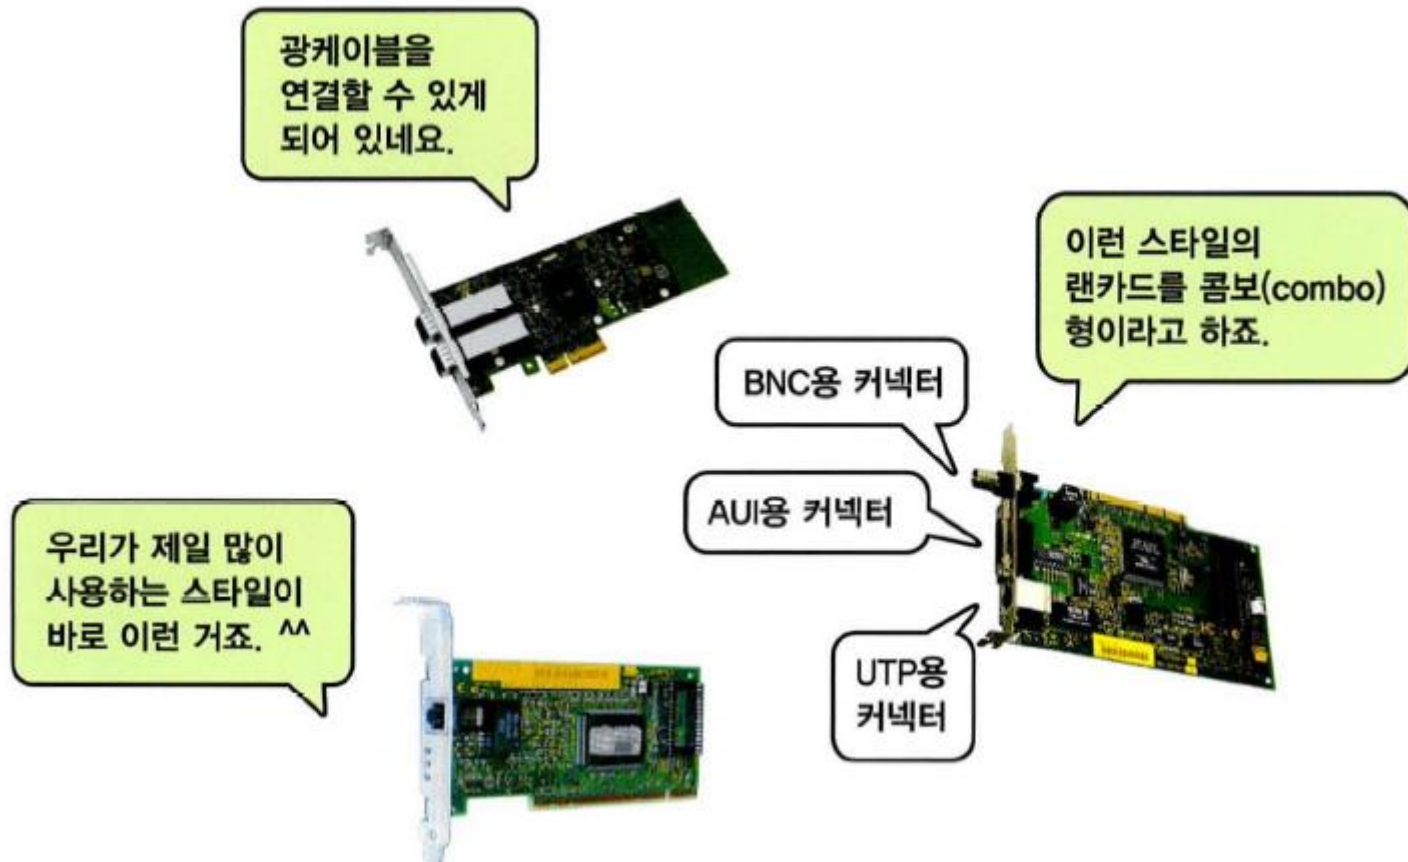 광케이블을
연결할 수 있게
되어 있네요.
이런 스타일의
랜카드를 콤보(combo)
형이라고 하죠.
BNC용 커넥터
AUI용 커넥터
우리가 제일 많이
사용하는 스타일이
바로 이런 거죠. ^^
UTP용
커넥터